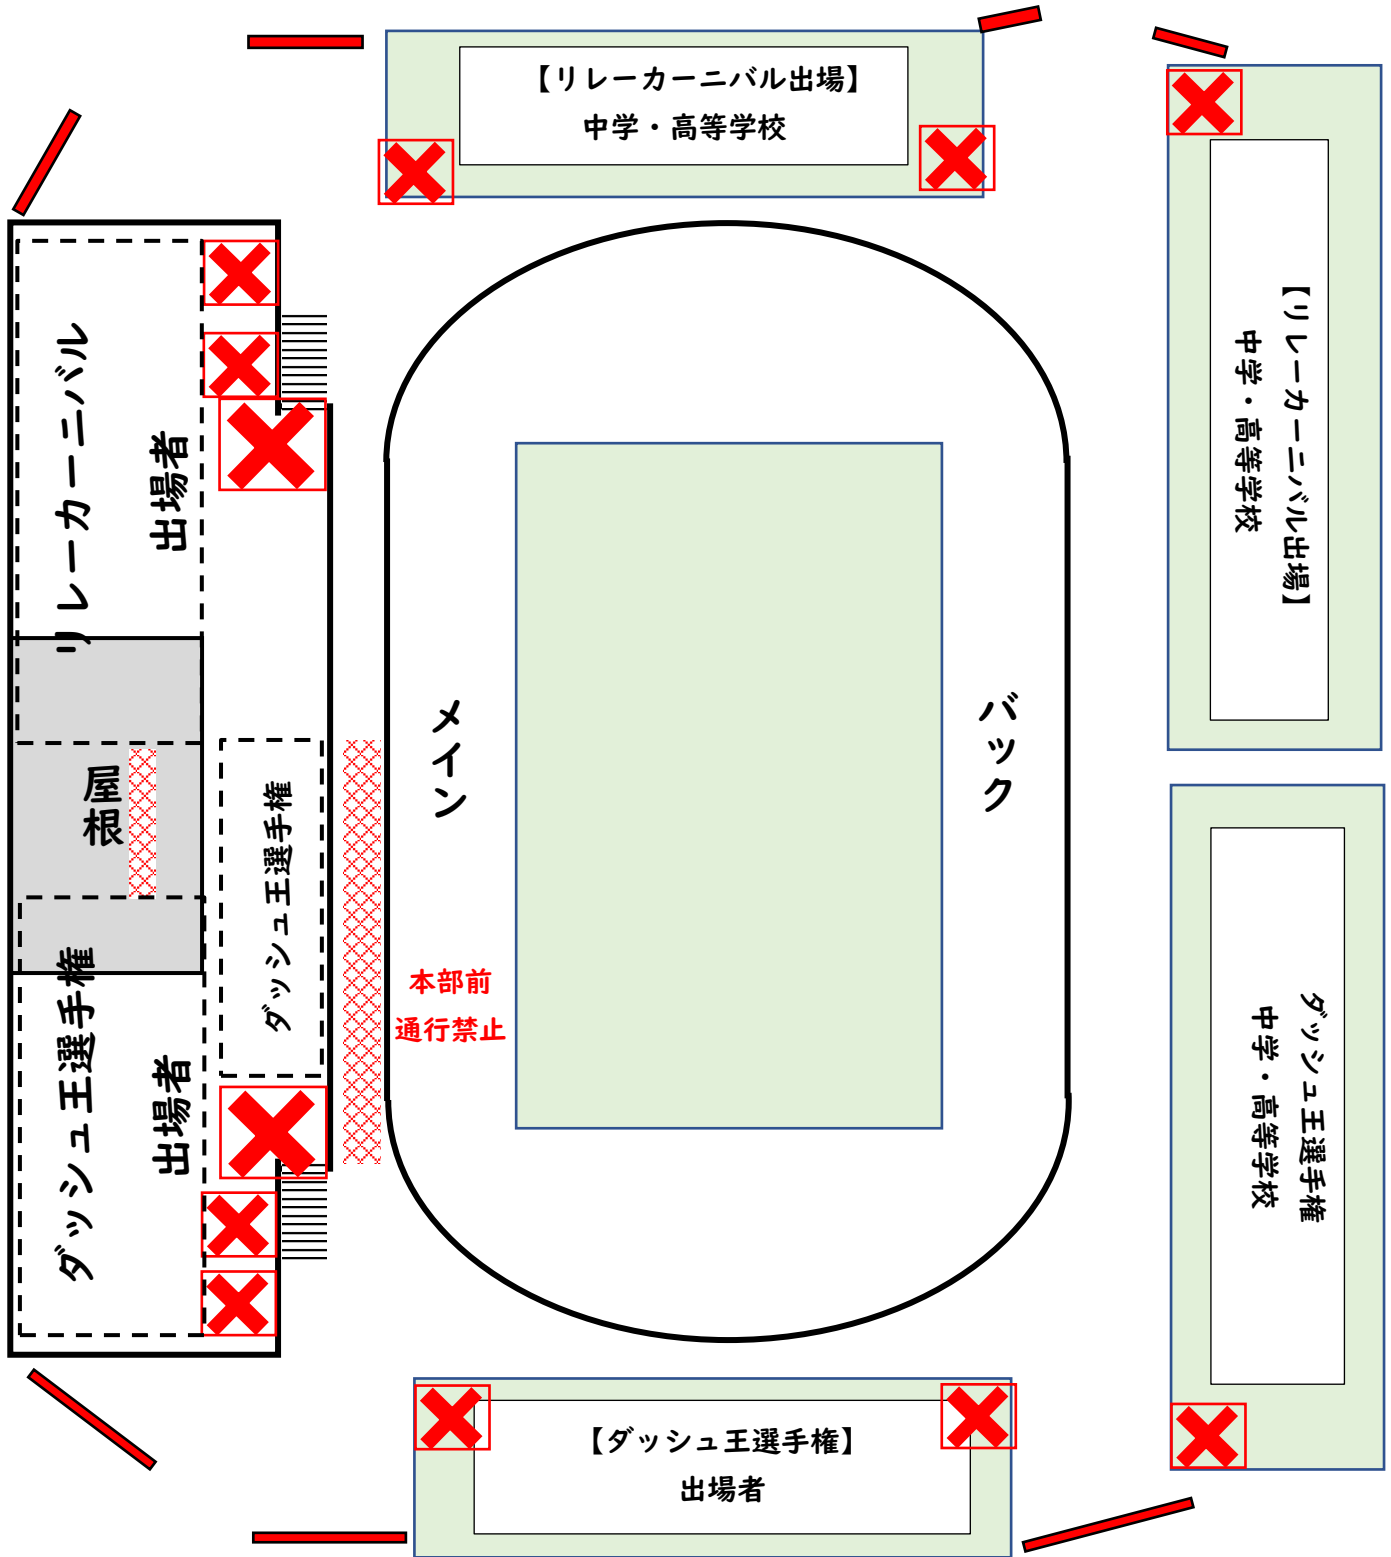 【リレーカーニバル出場】
中学・高等学校
【リレーカーニバル出場】
中学・高等学校
リレーカーニバル
出場者
屋根
メイン
バック
ダッシュ王選手権
本部前
通行禁止
ダッシュ王選手権
出場者
ダッシュ王選手権
中学・高等学校
【ダッシュ王選手権】
出場者